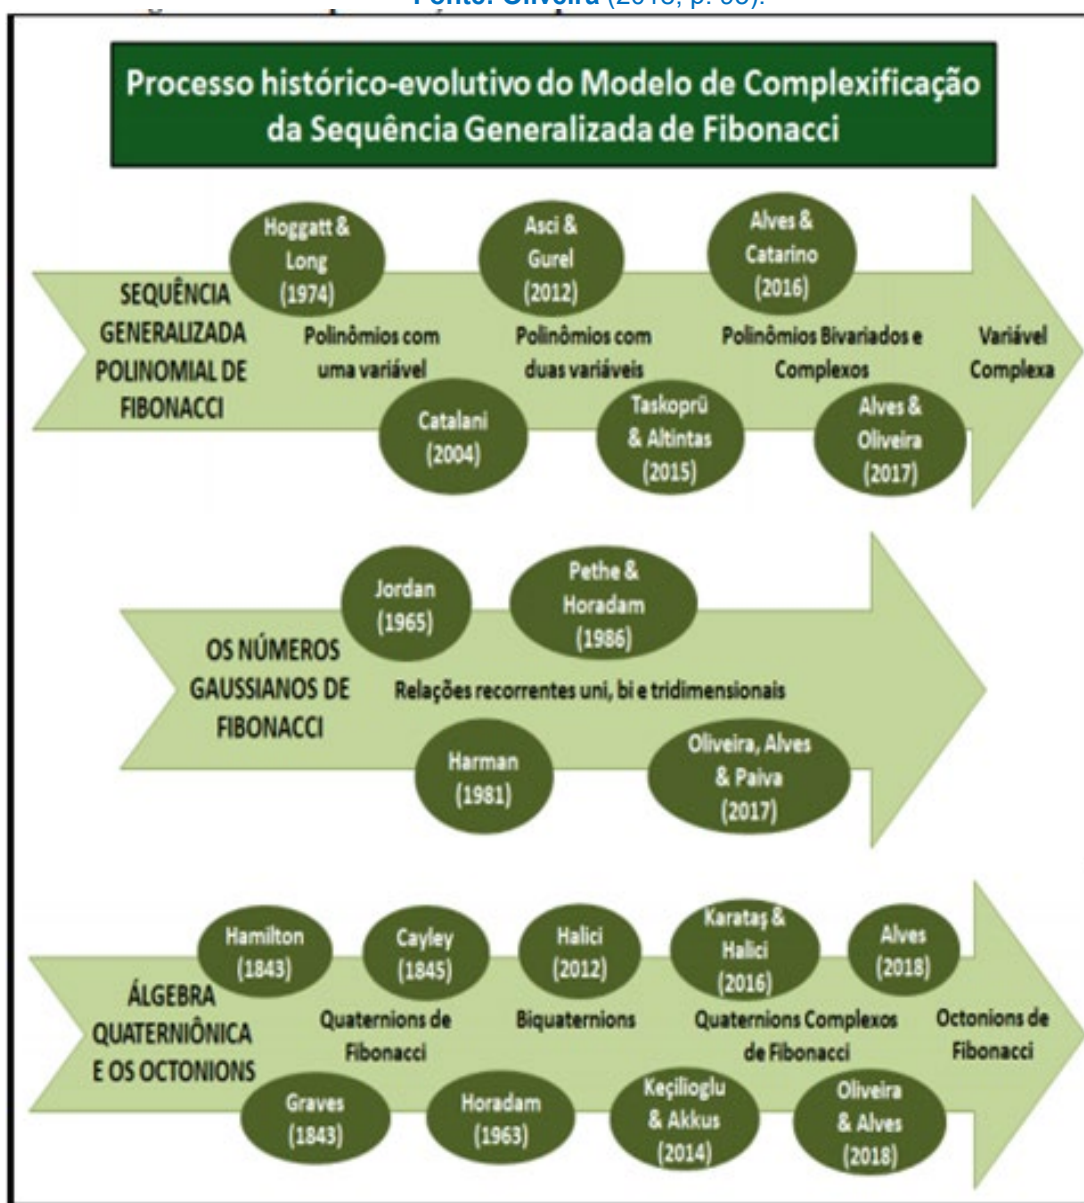 Fonte: Oliveira
Processo histórico-evolutivo do Modelo de Complexificação
da Sequência Generalizada de Fibonacci
Hoggatt &
Long
(1974)
Asci &
Gurel
(2012)
Alves &
Catarino
(2016)
SEQUÊNCIA
GENERALIZADA
POLINOMIAL DE
FIBONACCI
Polinômios com
uma variável
Polinômios com
duas variáveis
Polinômios Bivariados e
Complexos
Variável
Complexa
Catalani
(2004)
Taskoprü
& Altintas
(2015)
Alves &
Oliveira
(2017)
Jordan
(1965)
Pethe &
Horadam
(1986)
OS NÚMEROS
GAUSSIANOS DE
FIBONACCI
Relações recorrentes uni, bi e tridimensionais
Harman
(1981)
Oliveira, Alves
& Paiva
(2017)
Hamilton
(1843)
Cayley
(1845)
Halici
(2012)
Karataş &
Halici
(2016)
Alves
(2018)
ÁLGEBRA
QUATERNIÔNICA
E OS OCTONIONS
Quaternions de
Fibonacci
Biquaternions
Quaternions Complexos
de Fibonacci
Octonions de
Fibonacci
Graves
(1843)
Horadam
(1963)
Keçilioglu
& Akkus
(2014)
Oliveira
& Alves
(2018)